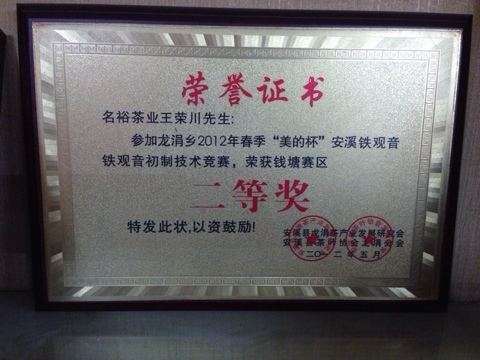 荣誉证书
名裕茶业王荣川先生:
参加龙涓乡2012年春季“美的杯”安溪铁观音
铁观音初制技术竞赛,荣获钱塘赛区
二等奖
特发此状,以资鼓励!
安溪县龙涓茶产业发展研究会
安溪县茶叶协会龙涓分会
二〇一二年五月